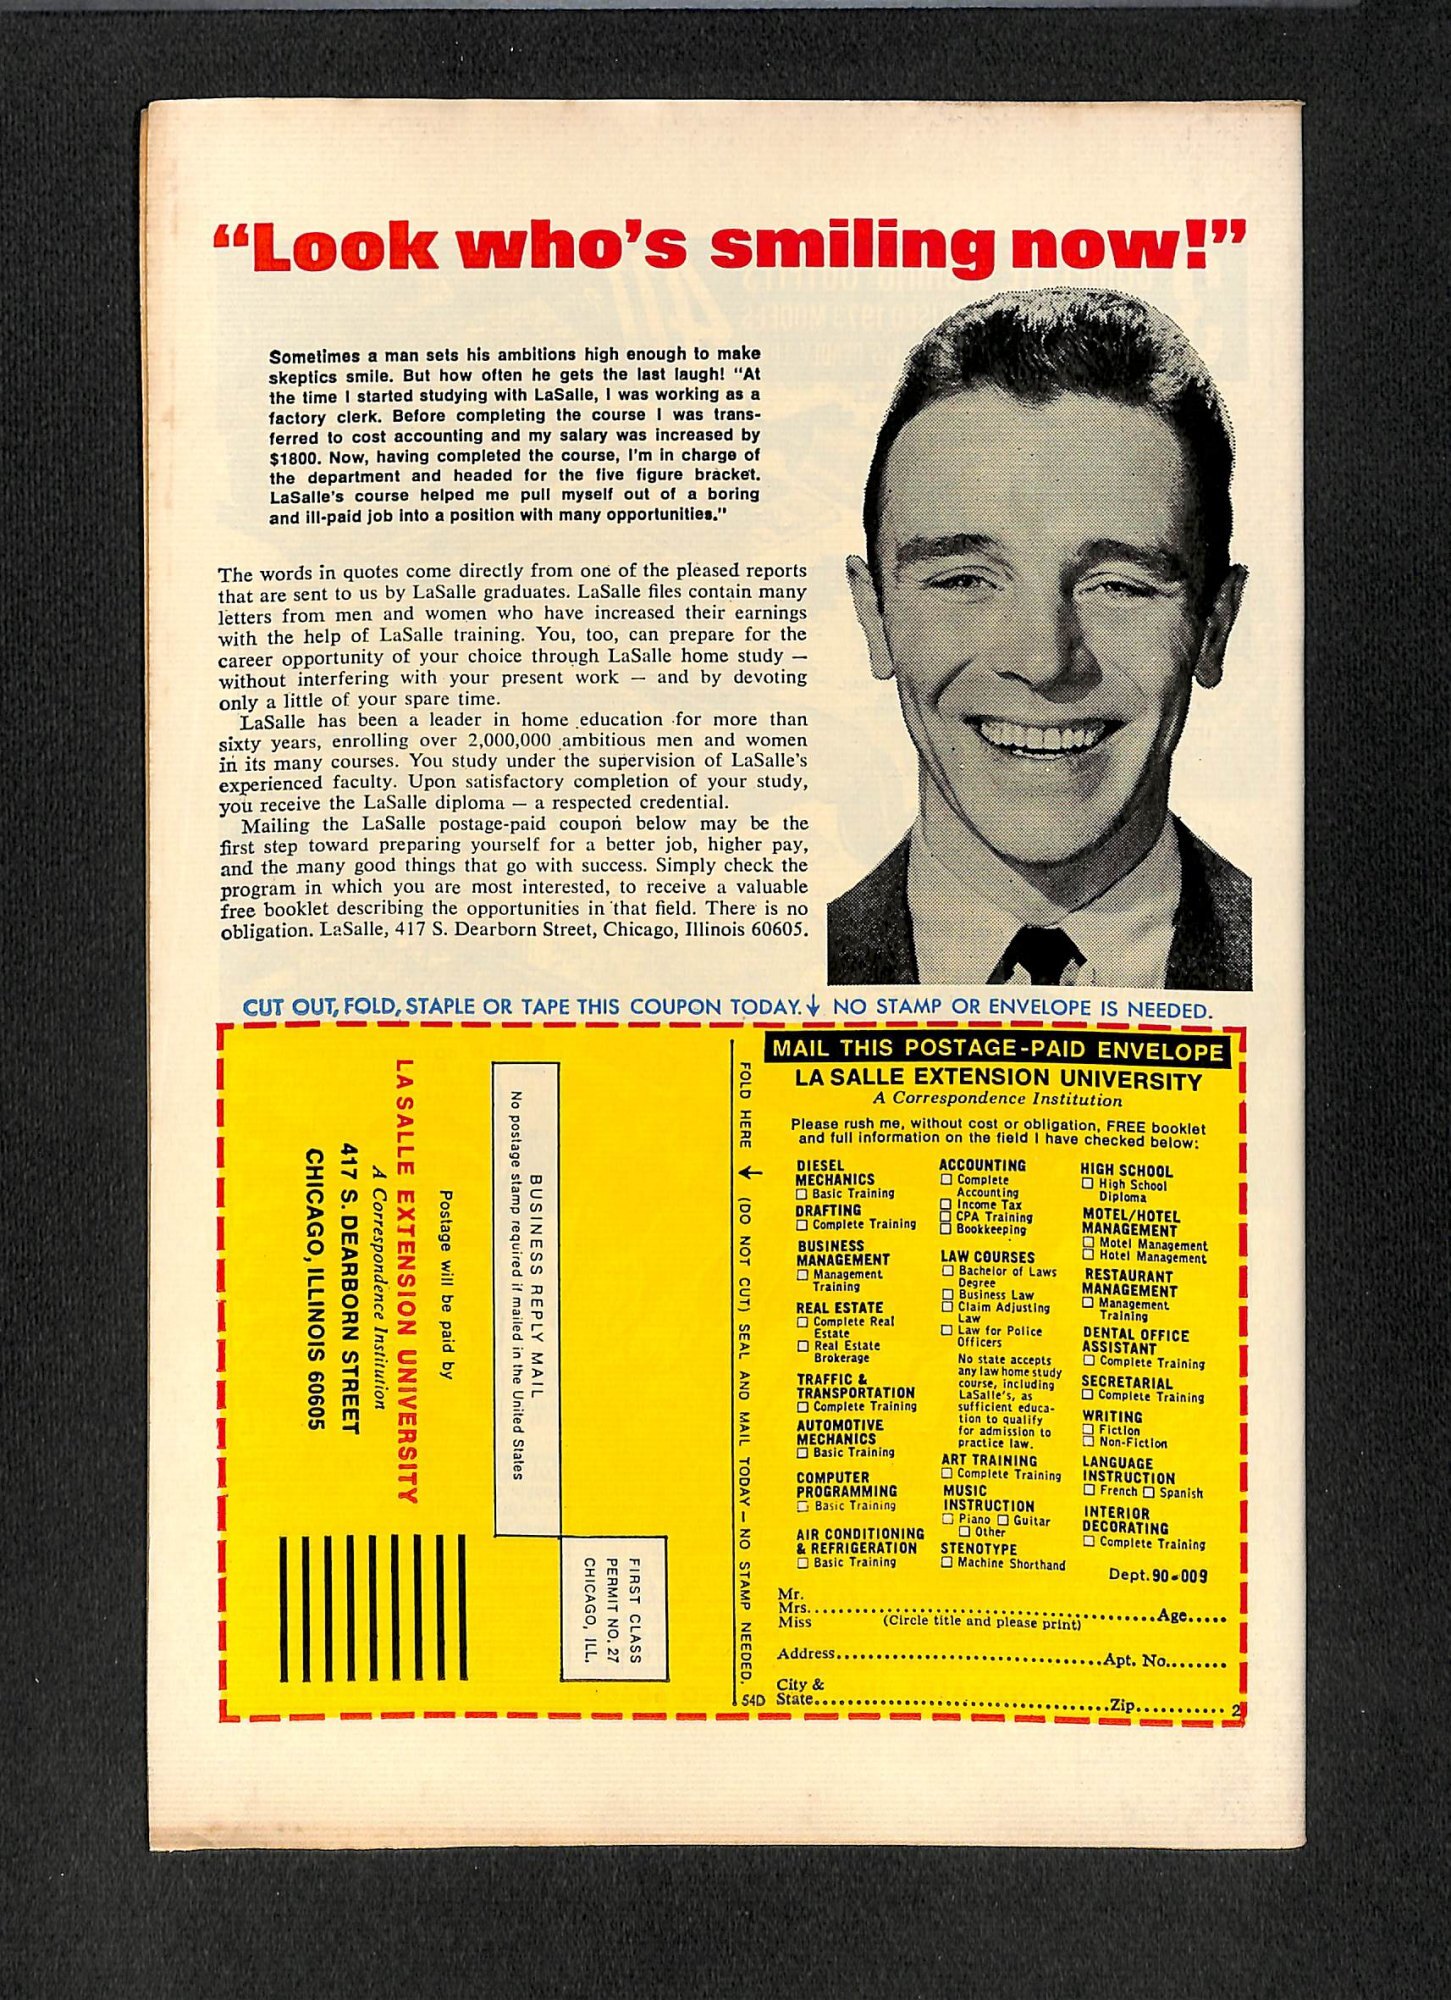 “Look who’s smiling now!”
Sometimes a man sets his ambitions high enough to make
skeptics smile. But how often he gets the last laugh! "At
the time I started studying with LaSalle, I was working as a
factory clerk. Before completing the course I was trans-
ferred to cost accounting and my salary was increased by
$1800. Now, having completed the course, I'm in charge of
the department and headed for the five figure bracket.
LaSalle's course helped me pull myself out of a boring
and ill-paid job into a position with many opportunities."
The words in quotes come directly from one of the pleased reports
that are sent to us by LaSalle graduates. LaSalle files contain many
letters from men and women who have increased their earnings
with the help of LaSalle training. You, too, can prepare for the
career opportunity of your choice through LaSalle home study —
without interfering with your present work — and by devoting
only a little of your spare time.
LaSalle has been a leader in home education for more than
sixty years, enrolling over 2,000,000 ambitious men and women
in its many courses. You study under the supervision of LaSalle's
experienced faculty. Upon satisfactory completion of your study,
you receive the LaSalle diploma — a respected credential.
Mailing the LaSalle postage-paid coupon below may be the
first step toward preparing yourself for a better job, higher pay,
and the many good things that go with success. Simply check the
program in which you are most interested, to receive a valuable
free booklet describing the opportunities in that field. There is no
obligation. LaSalle, 417 S. Dearborn Street, Chicago, Illinois 60605.
CUT OUT, FOLD, STAPLE OR TAPE THIS COUPON TODAY. ↓ NO STAMP OR ENVELOPE IS NEEDED.
FIRST CLASS
PERMIT NO. 27
CHICAGO, ILL.
BUSINESS REPLY MAIL
No postage stamp required if mailed in the United States
Postage will be paid by
LA SALLE EXTENSION UNIVERSITY
A Correspondence Institution
417 S. DEARBORN STREET
CHICAGO, ILLINOIS 60605
FOLD HERE ↓ (DO NOT CUT) SEAL AND MAIL TODAY — NO STAMP NEEDED.
54D
MAIL THIS POSTAGE-PAID ENVELOPE
LA SALLE EXTENSION UNIVERSITY
A Correspondence Institution
Please rush me, without cost or obligation, FREE booklet
and full information on the field I have checked below:
DIESEL
MECHANICS
☐ Basic Training
DRAFTING
☐ Complete Training
BUSINESS
MANAGEMENT
☐ Management
Training
REAL ESTATE
☐ Complete Real
Estate
☐ Real Estate
Brokerage
TRAFFIC &
TRANSPORTATION
☐ Complete Training
AUTOMOTIVE
MECHANICS
☐ Basic Training
COMPUTER
PROGRAMMING
☐ Basic Training
AIR CONDITIONING
& REFRIGERATION
☐ Basic Training
ACCOUNTING
☐ Complete
Accounting
☐ Income Tax
☐ CPA Training
☐ Bookkeeping
LAW COURSES
☐ Bachelor of Laws
Degree
☐ Business Law
☐ Claim Adjusting
Law
☐ Law for Police
Officers
No state accepts
any law home study
course, including
LaSalle's, as
sufficient educa-
tion to qualify
for admission to
practice law.
ART TRAINING
☐ Complete Training
MUSIC
INSTRUCTION
☐ Piano ☐ Guitar
☐ Other
STENOTYPE
☐ Machine Shorthand
HIGH SCHOOL
☐ High School
Diploma
MOTEL/HOTEL
MANAGEMENT
☐ Motel Management
☐ Hotel Management
RESTAURANT
MANAGEMENT
☐ Management
Training
DENTAL OFFICE
ASSISTANT
☐ Complete Training
SECRETARIAL
☐ Complete Training
WRITING
☐ Fiction
☐ Non-Fiction
LANGUAGE
INSTRUCTION
☐ French ☐ Spanish
INTERIOR
DECORATING
☐ Complete Training
Dept. 90-009
Mr.
Mrs. Age
Miss (Circle title and please print)
Address Apt. No.
City &
State Zip 2